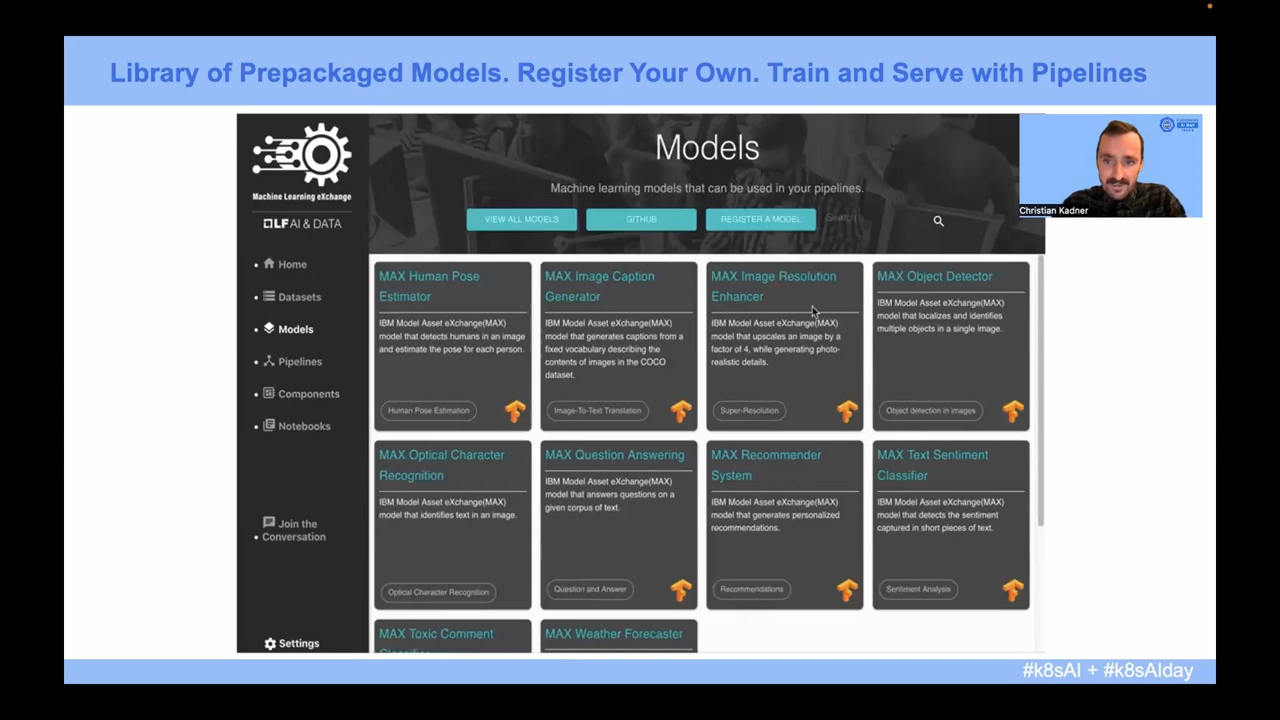 Library of Prepackaged Models. Register Your Own. Train and Serve with Pipelines
Machine Learning eXchange
LF AI & DATA
Home
Datasets
Models
Pipelines
Components
Notebooks
Join the
Conversation
Settings
Models
Machine learning models that can be used in your pipelines.
VIEW ALL MODELS
GITHUB
REGISTER A MODEL
Search
Christian Kadner
MAX Human Pose
Estimator
IBM Model Asset eXchange(MAX)
model that detects humans in an image
and estimate the pose for each person.
Human Pose Estimation
MAX Image Caption
Generator
IBM Model Asset eXchange(MAX)
model that generates captions from a
fixed vocabulary describing the
contents of images in the COCO
dataset.
Image-To-Text Translation
MAX Image Resolution
Enhancer
IBM Model Asset eXchange(MAX)
model that upscales an image by a
factor of 4, while generating photo-
realistic details.
Super-Resolution
MAX Object Detector
IBM Model Asset eXchange(MAX)
model that localizes and identifies
multiple objects in a single image.
Object detection in images
MAX Optical Character
Recognition
IBM Model Asset eXchange(MAX)
model that identifies text in an image.
Optical Character Recognition
MAX Question Answering
IBM Model Asset eXchange(MAX)
model that answers questions on a
given corpus of text.
Question and Answer
MAX Recommender
System
IBM Model Asset eXchange(MAX)
model that generates personalized
recommendations.
Recommendations
MAX Text Sentiment
Classifier
IBM Model Asset eXchange(MAX)
model that detects the sentiment
captured in short pieces of text.
Sentiment Analysis
MAX Toxic Comment
Classifier
MAX Weather Forecaster
#k8sAI + #k8sAIday